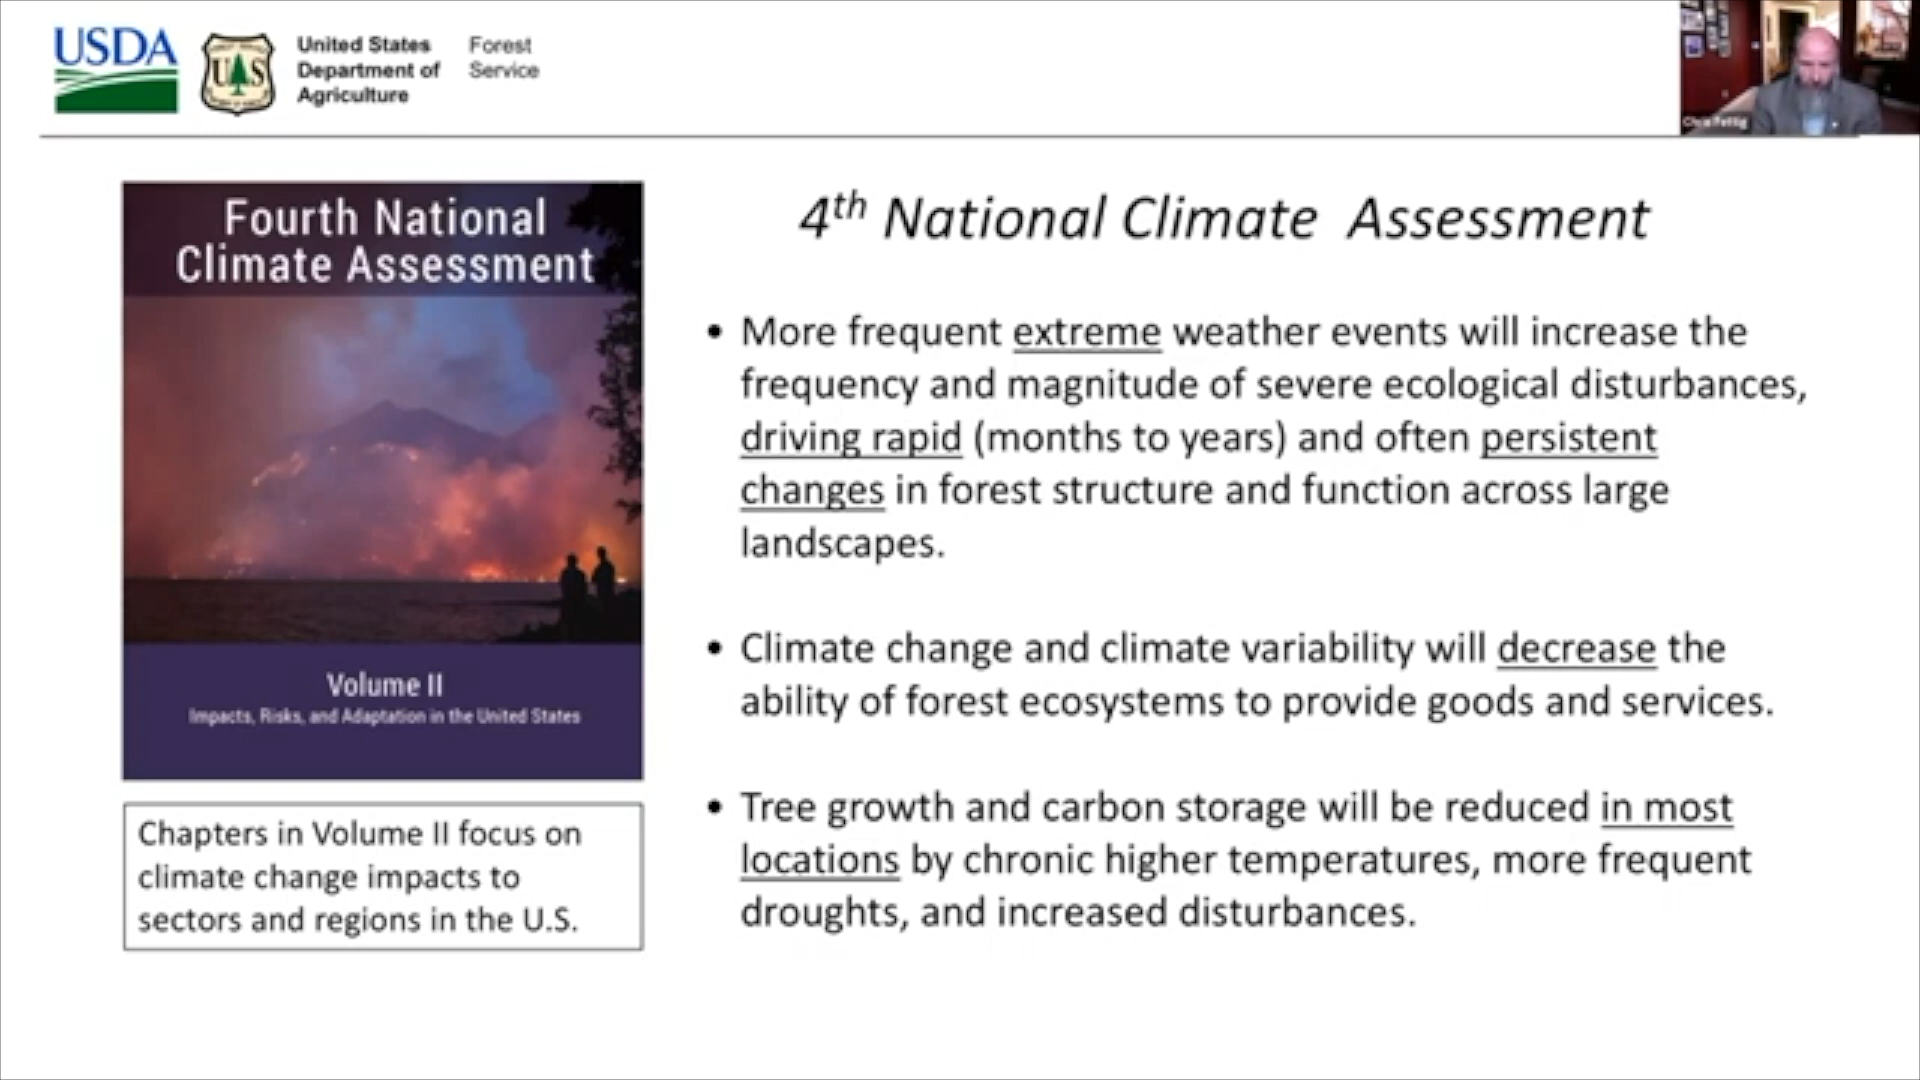 USDA
UAS
United States
Department of
Agriculture
Forest
Service
Chris Fettig
Fourth National
Climate Assessment
Volume II
Impacts, Risks, and Adaptation in the United States
Chapters in Volume II focus on
climate change impacts to
sectors and regions in the U.S.
4th National Climate Assessment
• More frequent extreme weather events will increase the
frequency and magnitude of severe ecological disturbances,
driving rapid (months to years) and often persistent
changes in forest structure and function across large
landscapes.
• Climate change and climate variability will decrease the
ability of forest ecosystems to provide goods and services.
• Tree growth and carbon storage will be reduced in most
locations by chronic higher temperatures, more frequent
droughts, and increased disturbances.